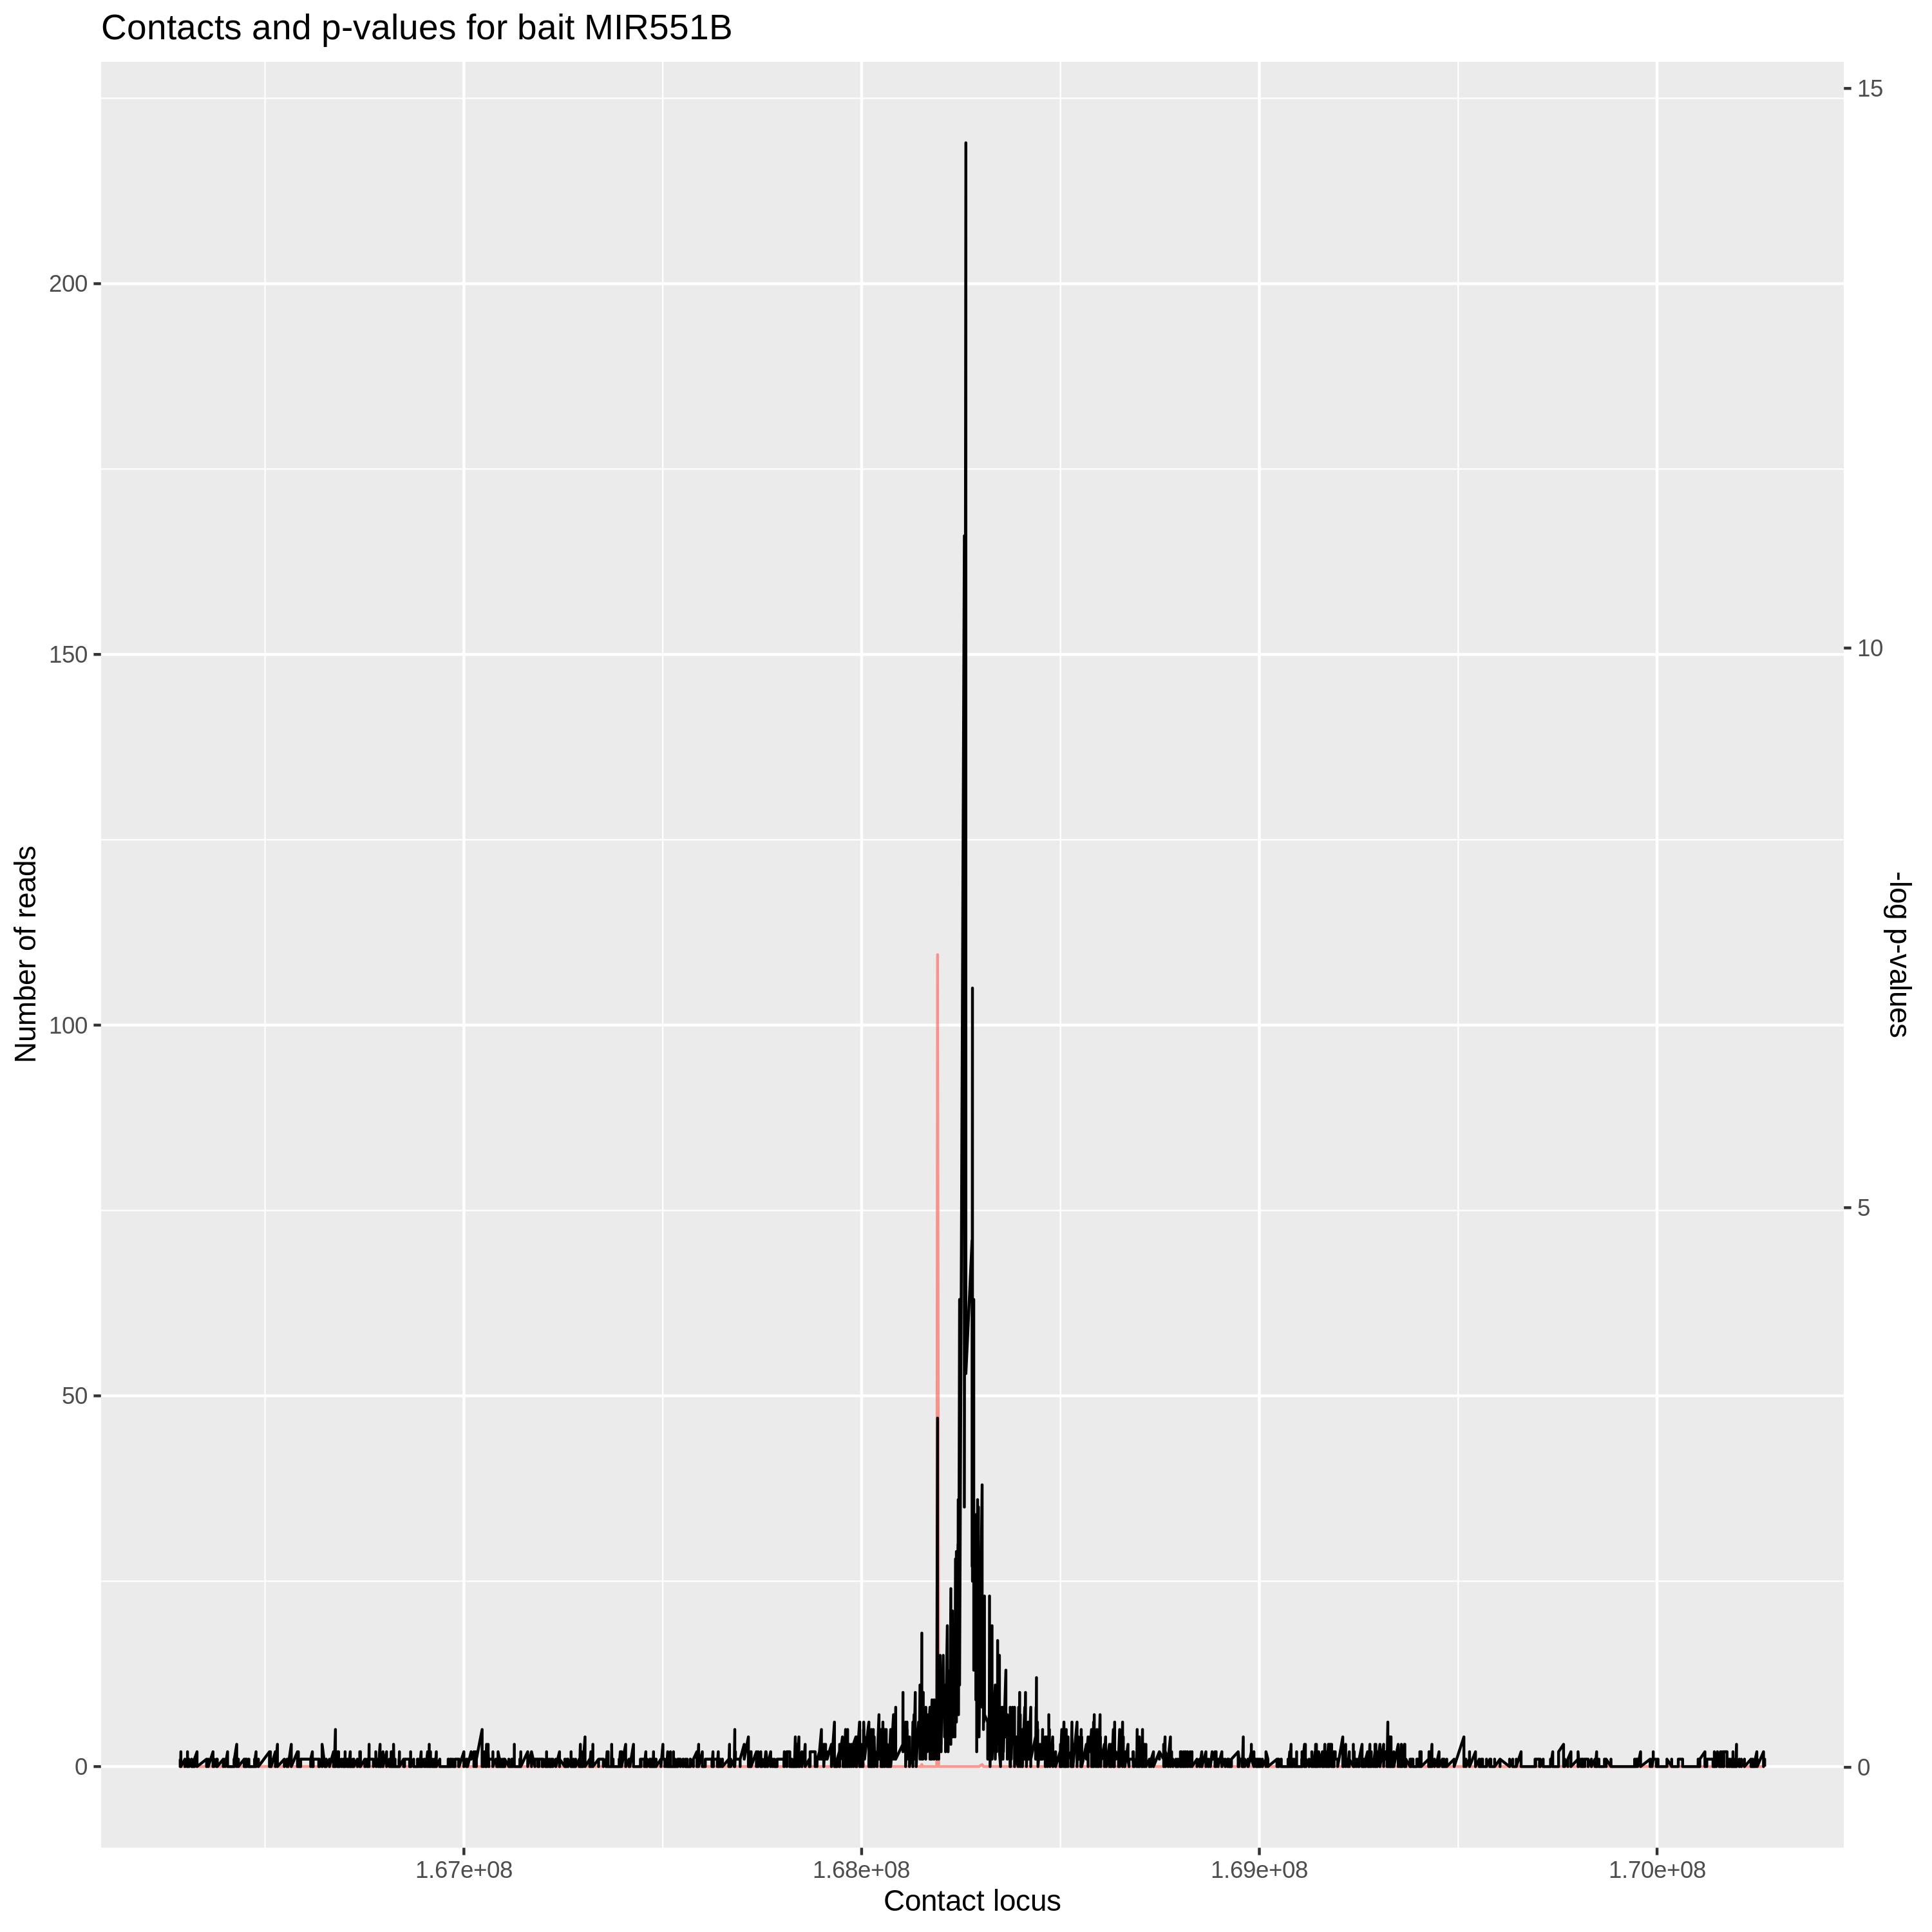 Contacts and p-values for bait MIR551B
15
200
150
10
Number of reads
-log p-values
100
5
50
0
0
1.67e+08
1.68e+08
1.69e+08
1.70e+08
Contact locus